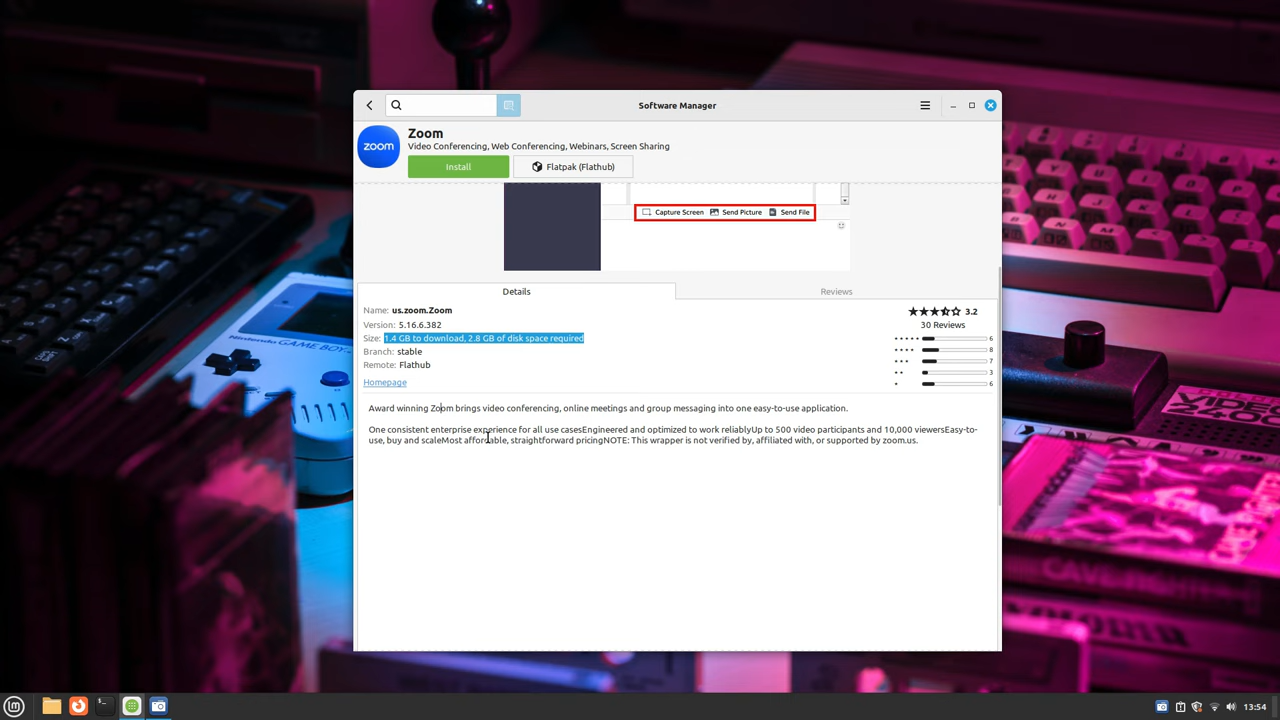 Software Manager
zoom
Zoom
Video Conferencing, Web Conferencing, Webinars, Screen Sharing
Install
Flatpak (Flathub)
Capture Screen
Send Picture
Send File
Details
Reviews
Name: us.zoom.Zoom
3.2
Version: 5.16.6.382
30 Reviews
Size: 1.4 GB to download, 2.8 GB of disk space required
6
Branch: stable
8
Remote: Flathub
7
3
Homepage
6
Award winning Zoom brings video conferencing, online meetings and group messaging into one easy-to-use application.
One consistent enterprise experience for all use casesEngineered and optimized to work reliablyUp to 500 video participants and 10,000 viewersEasy-to-
use, buy and scaleMost affordable, straightforward pricingNOTE: This wrapper is not verified by, affiliated with, or supported by zoom.us.
Nintendo GAME BOY
13:54